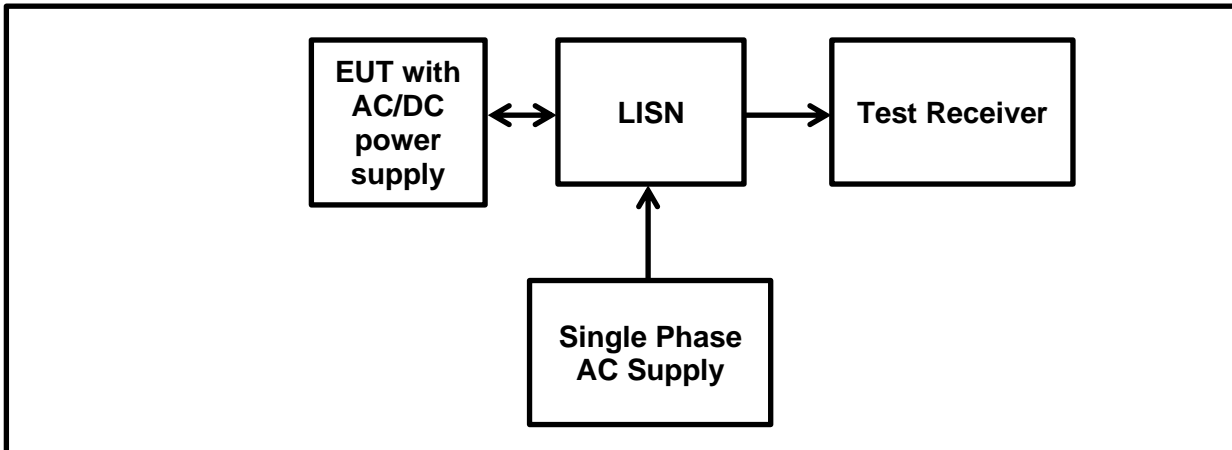 EUT with
AC/DC
power
supply
LISN
Test Receiver
Single Phase
AC Supply